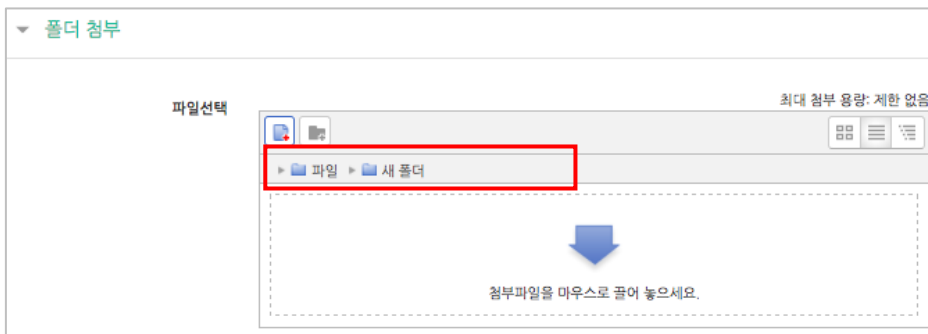 폴더 첨부
최대 첨부 용량: 제한 없음
파일선택
파일 새 폴더
첨부파일을 마우스로 끌어 놓으세요.